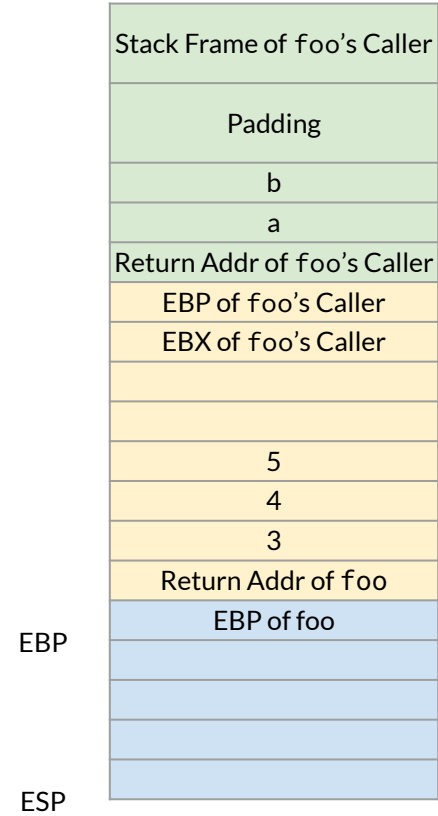 Stack Frame of foo's Caller
Padding
b
a
Return Addr of foo's Caller
EBP of foo's Caller
EBX of foo's Caller
5
4
3
Return Addr of foo
EBP of foo
EBP
ESP